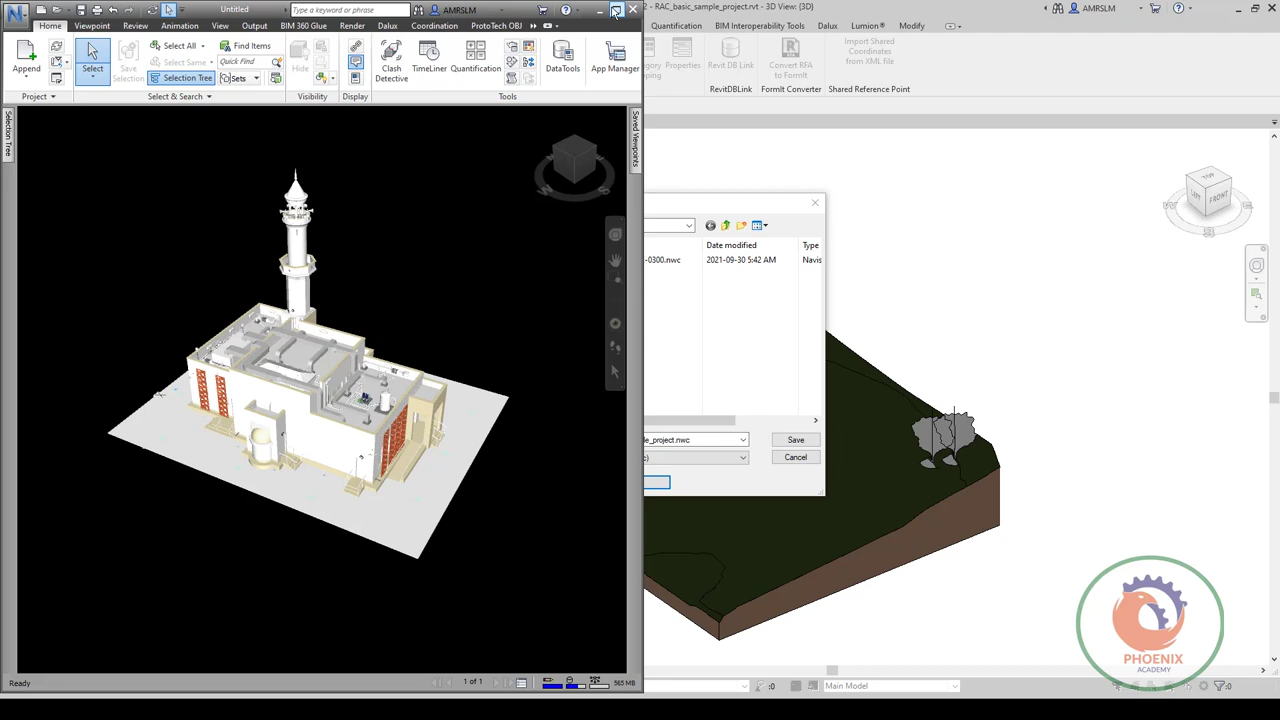 Untitled
Type a keyword or phrase
AMRSLM
- RAC_basic_sample_project.rvt - 3D View: {3D}
AMRSLM
Home
Viewpoint
Review
Animation
View
Output
BIM 360 Glue
Render
Dalux
Coordination
ProtoTech OBJ
Quantification
BIM Interoperability Tools
Dalux
Lumion®
Append
Select
Save
Selection
Select All
Select Same
Selection Tree
Find Items
Quick Find
Sets
Hide
Clash
Detective
TimeLiner
Quantification
DataTools
App Manager
Properties
Revit DB Link
Convert RFA
to FormIt
Import Shared
Coordinates
from XML file
Project
Select & Search
Visibility
Display
Tools
RevitDBLink
FormIt Converter
Shared Reference Point
Selection Tree
Saved Viewpoints
W
S
TOP
FRONT
Date modified
Type
-0300.nwc
2021-09-30 5:42 AM
Navis
le_project.nwc
Save
c)
Cancel
PHOENIX
ACADEMY
Ready
1 of 1
565 MB
:0
Main Model
:0